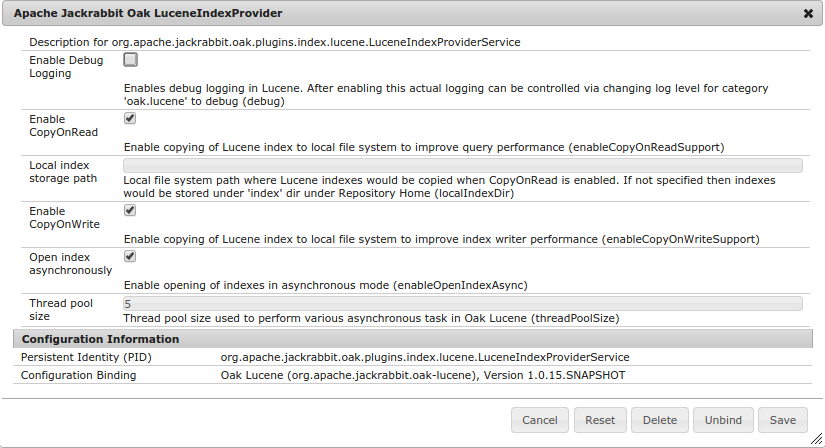 Apache Jackrabbit Oak LuceneIndexProvider
Description for org.apache.jackrabbit.oak.plugins.index.lucene.LuceneIndexProviderService
Enable Debug
Logging
Enables debug logging in Lucene. After enabling this actual logging can be controlled via changing log level for category
'oak.lucene' to debug (debug)
Enable
CopyOnRead
Enable copying of Lucene index to local file system to improve query performance (enableCopyOnReadSupport)
Local index
storage path
Local file system path where Lucene indexes would be copied when CopyOnRead is enabled. If not specified then indexes
would be stored under 'index' dir under Repository Home (localIndexDir)
Enable
CopyOnWrite
Enable copying of Lucene index to local file system to improve index writer performance (enableCopyOnWriteSupport)
Open index
asynchronously
Enable opening of indexes in asynchronous mode (enableOpenIndexAsync)
Thread pool
size
5
Thread pool size used to perform various asynchronous task in Oak Lucene (threadPoolSize)
Configuration Information
Persistent Identity (PID) org.apache.jackrabbit.oak.plugins.index.lucene.LuceneIndexProviderService
Configuration Binding Oak Lucene (org.apache.jackrabbit.oak-lucene), Version 1.0.15.SNAPSHOT
Cancel Reset Delete Unbind Save